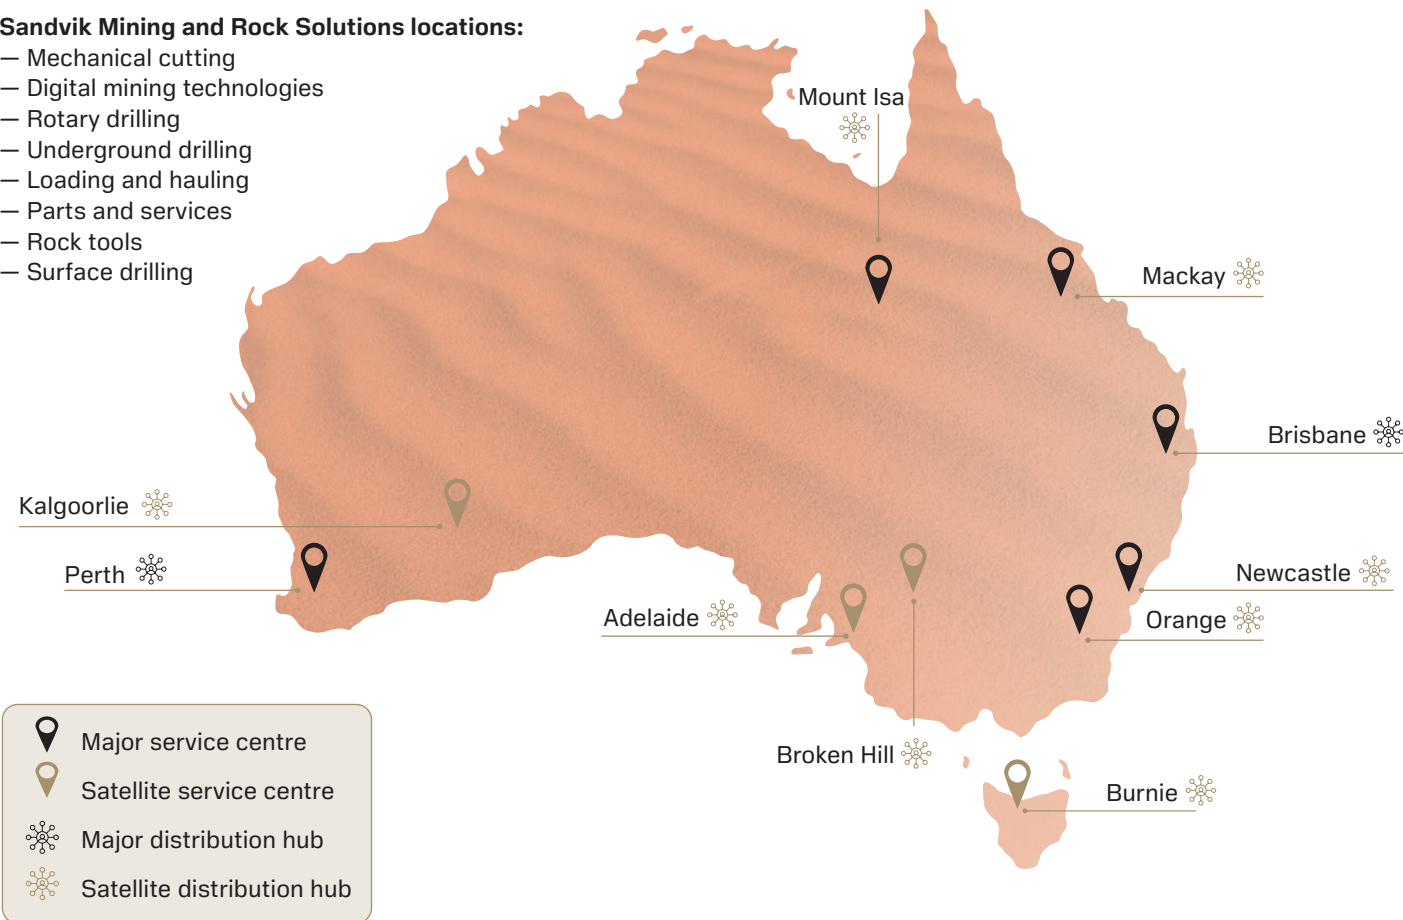 Sandvik Mining and Rock Solutions locations:
— Mechanical cutting
— Digital mining technologies
— Rotary drilling
— Underground drilling
— Loading and hauling
— Parts and services
— Rock tools
— Surface drilling
Mount Isa
Mackay
Brisbane
Kalgoorlie
Perth
Newcastle
Adelaide
Orange
Broken Hill
Burnie
Major service centre
Satellite service centre
Major distribution hub
Satellite distribution hub